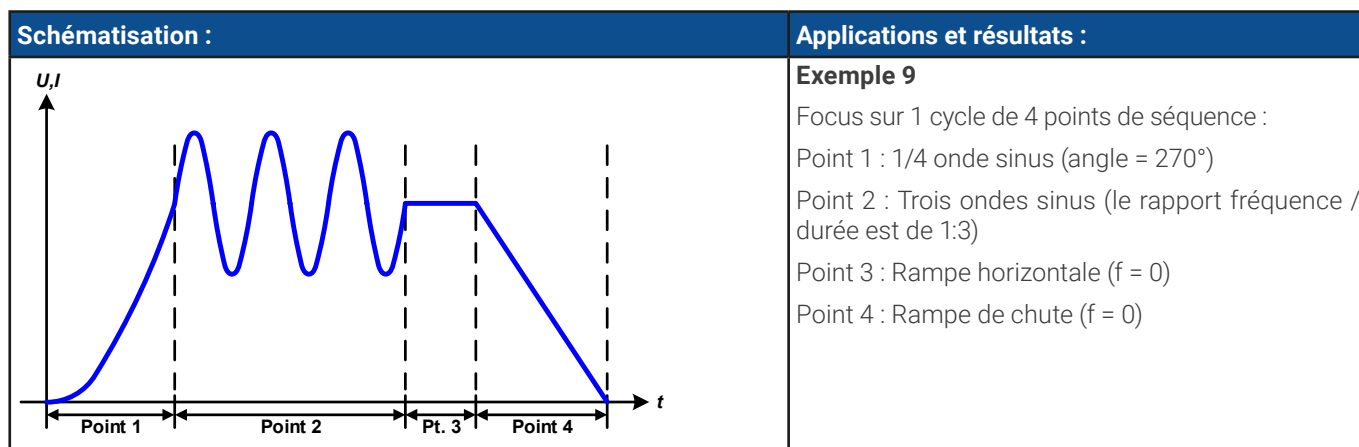 Schématisation :
Applications et résultats :
U,I
t
Point 1
Point 2
Pt. 3
Point 4
Exemple 9
Focus sur 1 cycle de 4 points de séquence :
Point 1 : 1/4 onde sinus (angle = 270°)
Point 2 : Trois ondes sinus (le rapport fréquence /
durée est de 1:3)
Point 3 : Rampe horizontale (f = 0)
Point 4 : Rampe de chute (f = 0)